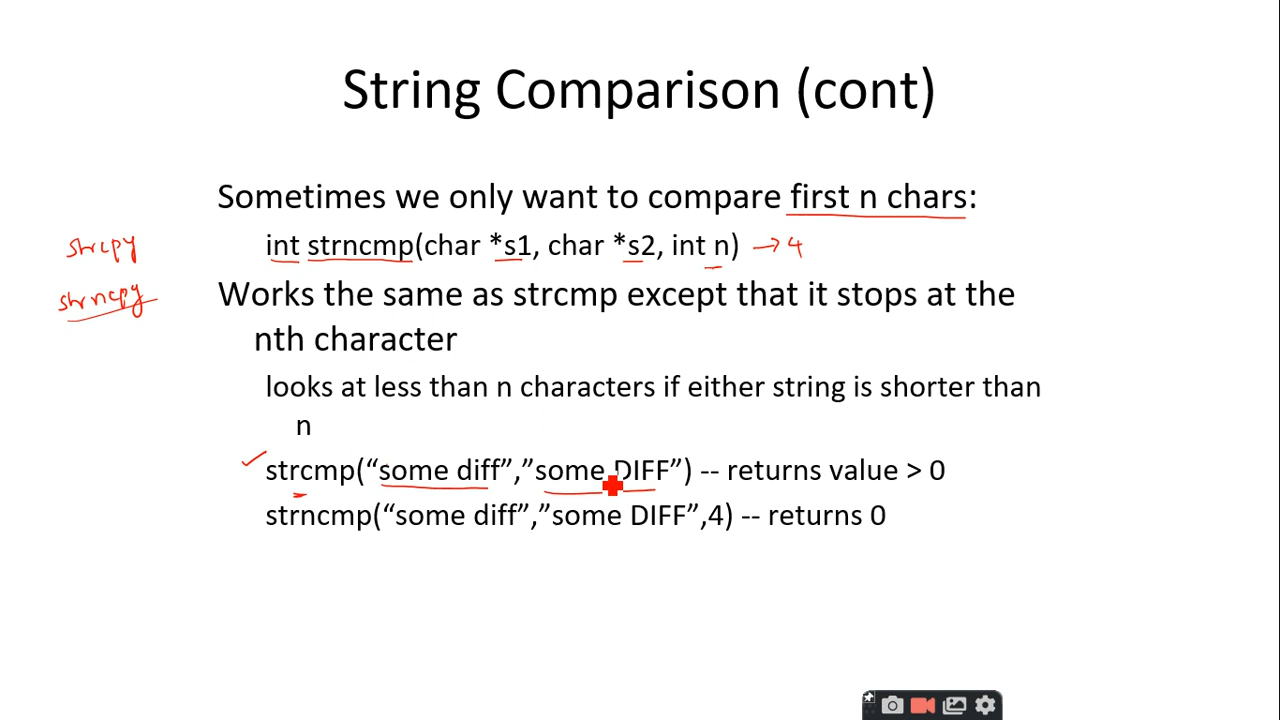 String Comparison (cont)
Sometimes we only want to compare first n chars:
strcpy
int strncmp(char *s1, char *s2, int n) → 4
strncpy
Works the same as strcmp except that it stops at the
nth character
looks at less than n characters if either string is shorter than
n
strcmp(“some diff”,”some DIFF”) -- returns value > 0
strncmp(“some diff”,”some DIFF”,4) -- returns 0